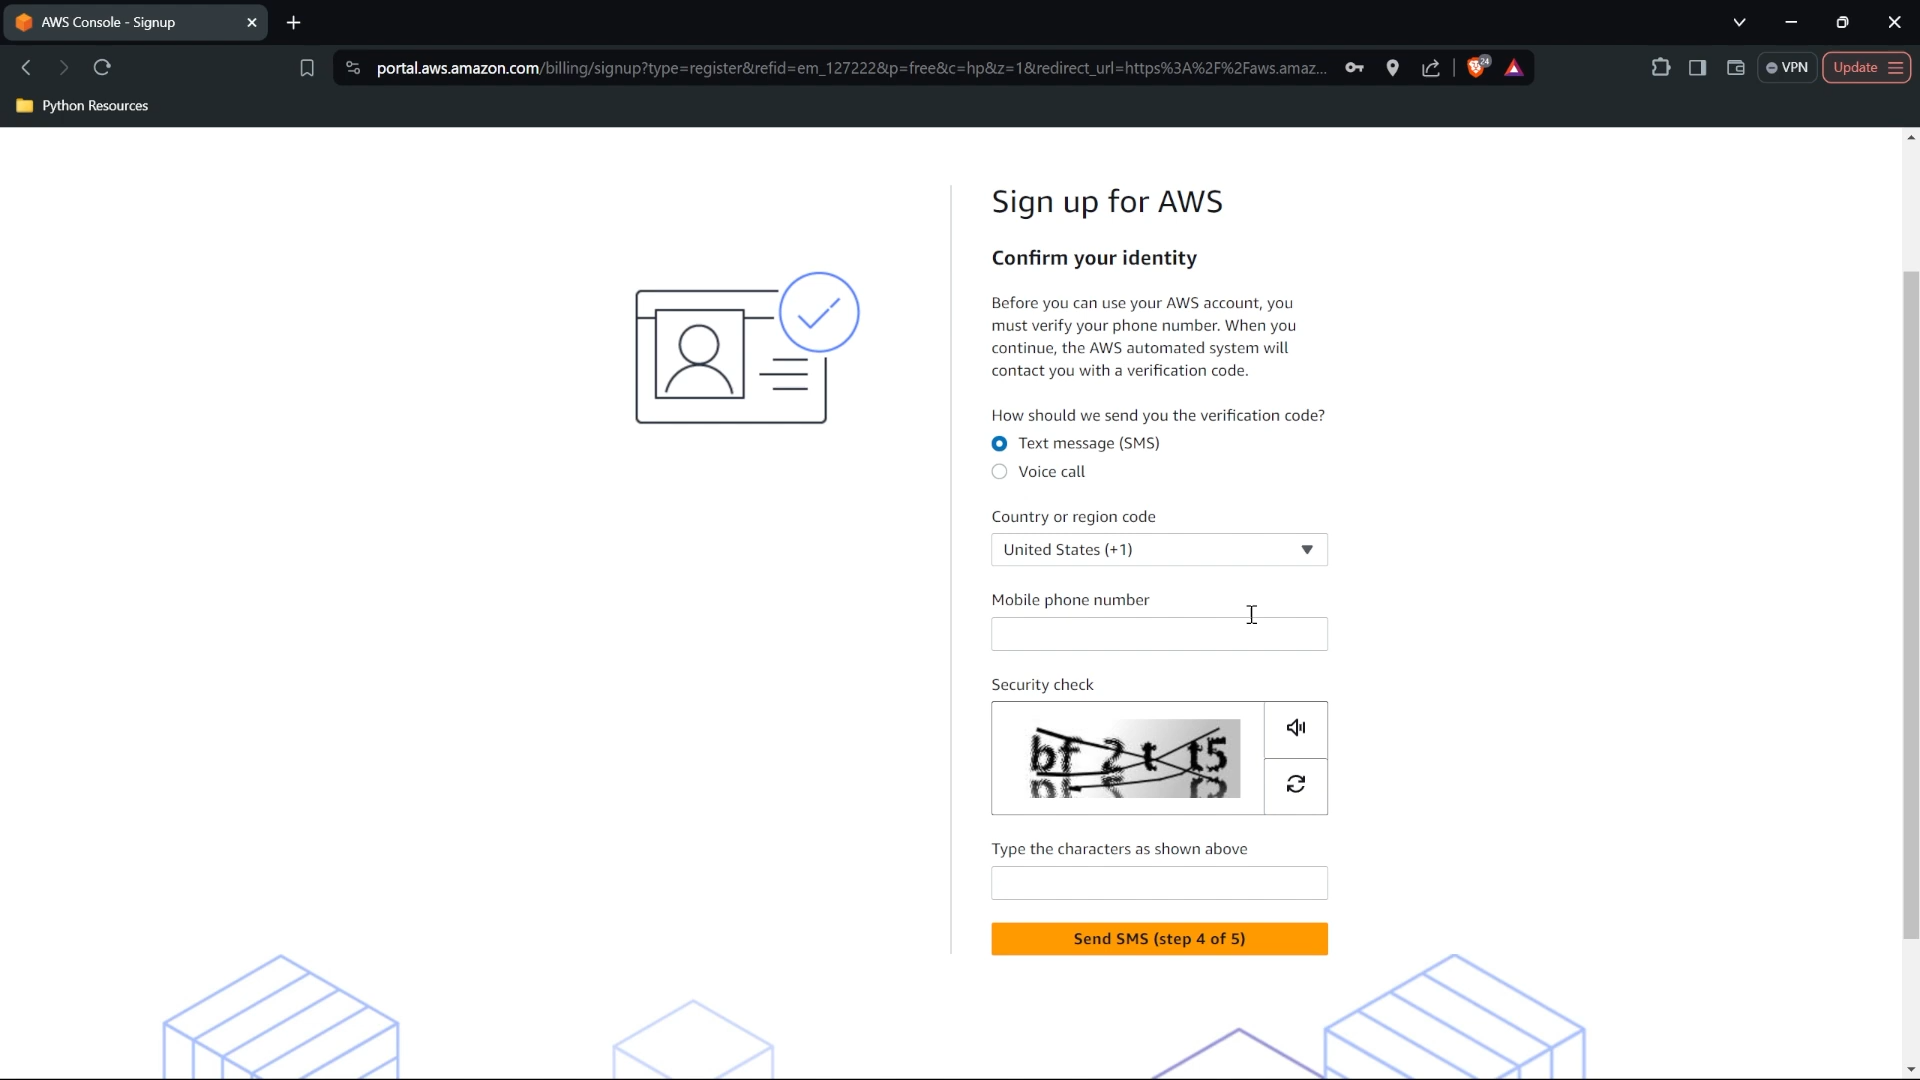 AWS Console - Signup
portal.aws.amazon.com/billing/signup?type=register&refid=em_127222&p=free&c=hp&z=1&redirect_url=https%3A%2F%2Faws.amaz...
24
VPN
Update
Python Resources
Sign up for AWS
Confirm your identity
Before you can use your AWS account, you
must verify your phone number. When you
continue, the AWS automated system will
contact you with a verification code.
How should we send you the verification code?
Text message (SMS)
Voice call
Country or region code
United States (+1)
Mobile phone number
Security check
Type the characters as shown above
Send SMS (step 4 of 5)